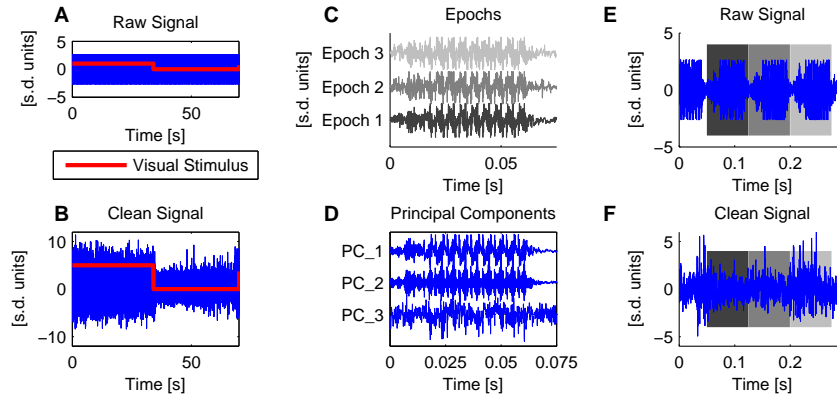 A
Raw Signal
[s.d. units]
5
0
−5
0
50
Time [s]
Visual Stimulus
B
Clean Signal
[s.d. units]
10
0
−10
0
50
Time [s]
C
Epochs
[s.d. units]
Epoch 3
Epoch 2
Epoch 1
0
0.05
Time [s]
D
Principal Components
PC_1
PC_2
PC_3
0
0.025
0.05
0.075
Time [s]
E
Raw Signal
[s.d. units]
5
0
−5
0
0.1
0.2
Time [s]
F
Clean Signal
[s.d. units]
5
0
−5
0
0.1
0.2
Time [s]